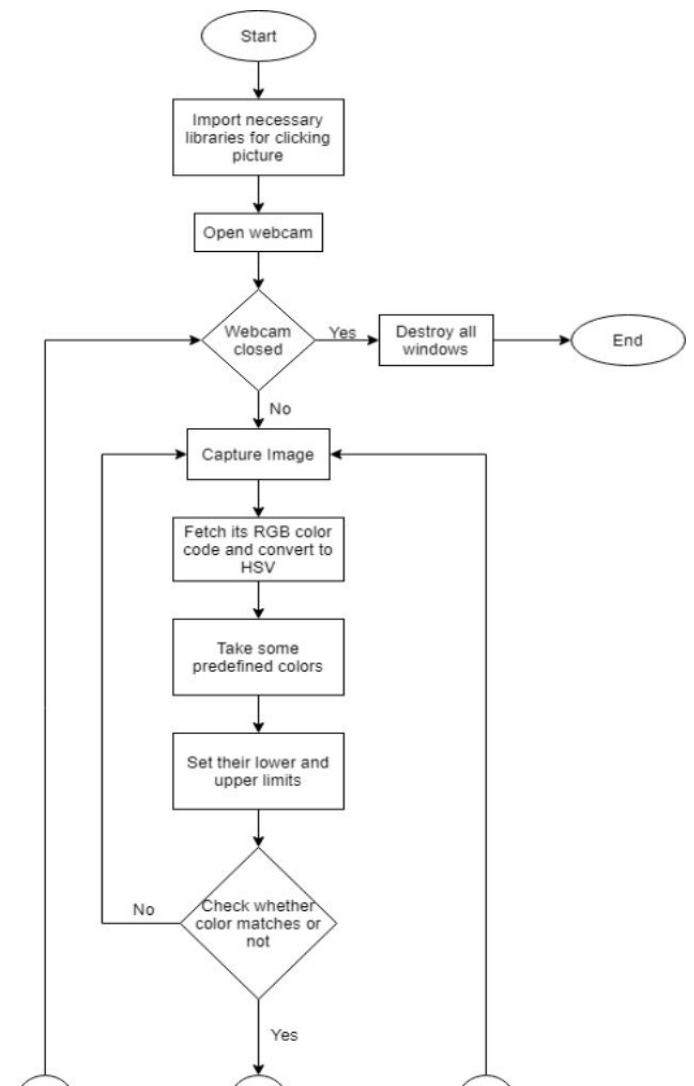 Start
Import necessary
libraries for clicking
picture
Open webcam
Webcam
closed
Yes
Destroy all
windows
End
No
Capture Image
Fetch its RGB color
code and convert to
HSV
Take some
predefined colors
Set their lower and
upper limits
Check whether
color matches or
not
No
Yes